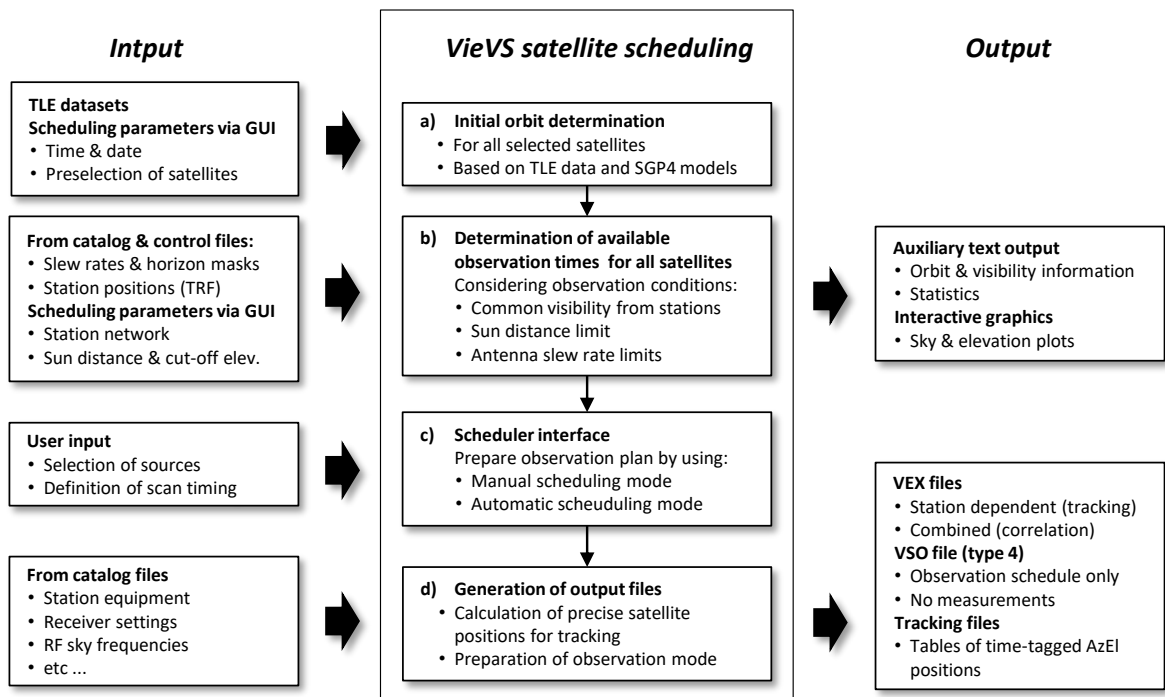 Intput
TLE datasets
Scheduling parameters via GUI
• Time & date
• Preselection of satellites
From catalog & control files:
• Slew rates & horizon masks
• Station positions (TRF)
Scheduling parameters via GUI
• Station network
• Sun distance & cut-off elev.
User input
• Selection of sources
• Definition of scan timing
From catalog files
• Station equipment
• Receiver settings
• RF sky frequencies
• etc ...
VieVS satellite scheduling
a) Initial orbit determination
• For all selected satellites
• Based on TLE data and SGP4 models
b) Determination of available
observation times for all satellites
Considering observation conditions:
• Common visibility from stations
• Sun distance limit
• Antenna slew rate limits
c) Scheduler interface
Prepare observation plan by using:
• Manual scheduling mode
• Automatic scheuduling mode
d) Generation of output files
• Calculation of precise satellite
positions for tracking
• Preparation of observation mode
Output
Auxiliary text output
• Orbit & visibility information
• Statistics
Interactive graphics
• Sky & elevation plots
VEX files
• Station dependent (tracking)
• Combined (correlation)
VSO file (type 4)
• Observation schedule only
• No measurements
Tracking files
• Tables of time-tagged AzEl
positions